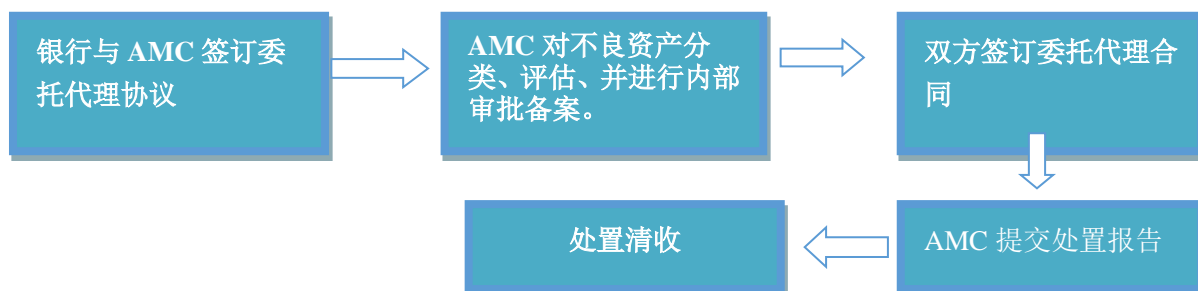 银行与 AMC 签订委
托代理协议
AMC 对不良资产分
类、评估、并进行内部
审批备案。
双方签订委托代理合
同
AMC 提交处置报告
处置清收